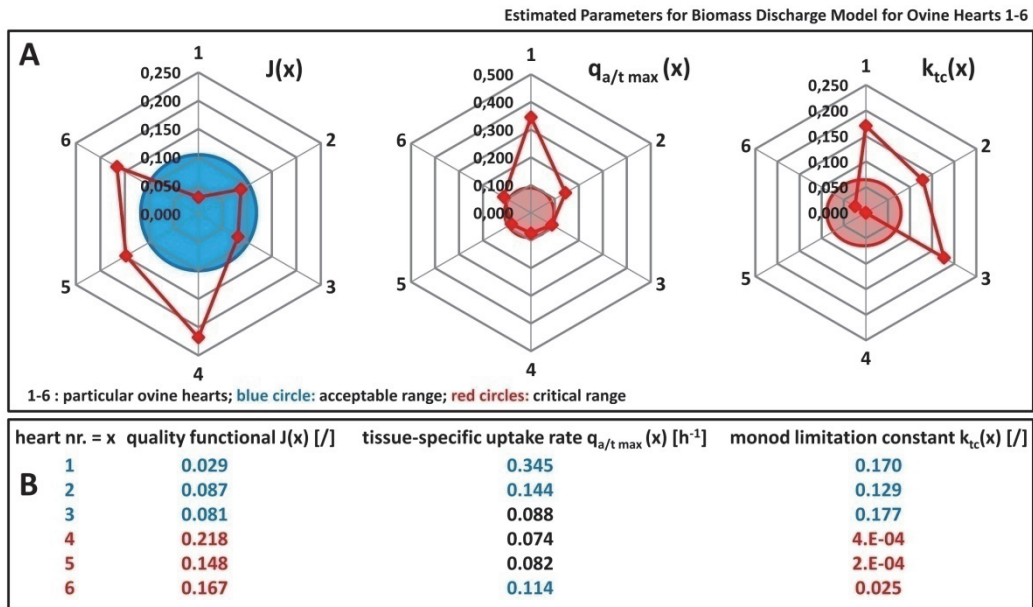 Estimated Parameters for Biomass Discharge Model for Ovine Hearts 1-6
A
1
J(x)
0,250
0,200
0,150
0,100
0,050
0,000
2
3
4
5
6
1
q a/t max (x)
0,500
0,400
0,300
0,200
0,100
0,000
2
3
4
5
6
1
k tc (x)
0,250
0,200
0,150
0,100
0,050
0,000
2
3
4
5
6
1-6 : particular ovine hearts; blue circle: acceptable range; red circles: critical range
B
heart nr. = x quality functional J(x) [/] tissue-specific uptake rate q a/t max (x) [h⁻¹] monod limitation constant k tc (x) [/]
1 0.029 0.345 0.170
2 0.087 0.144 0.129
3 0.081 0.088 0.177
4 0.218 0.074 4.E-04
5 0.148 0.082 2.E-04
6 0.167 0.114 0.025